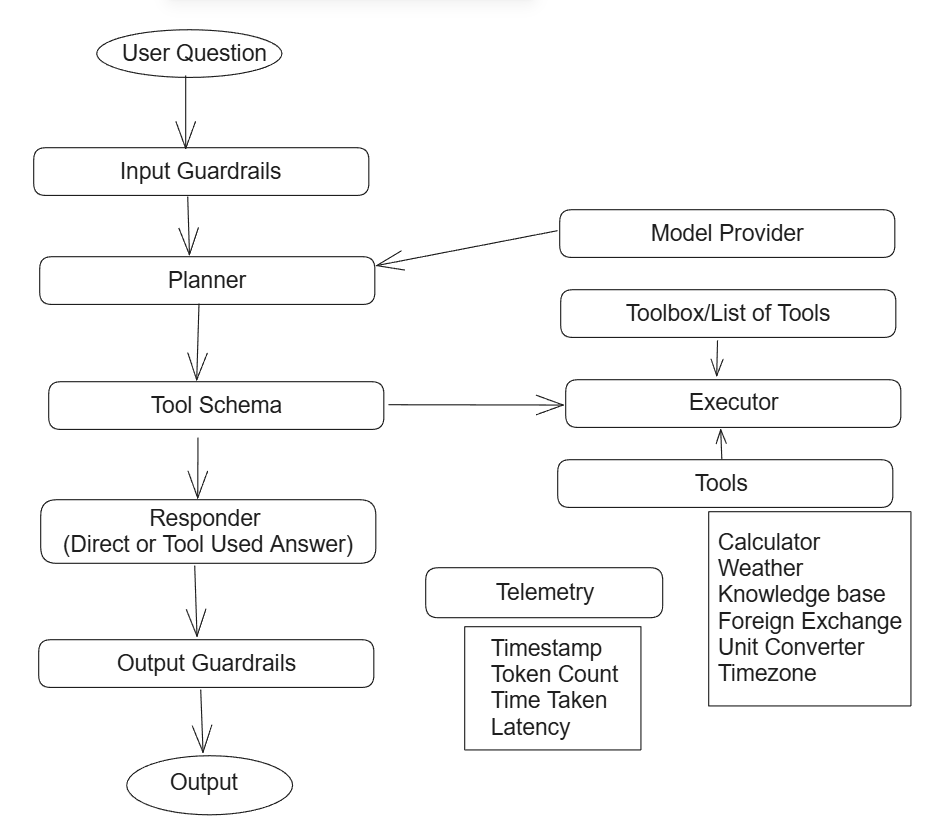 User Question
Input Guardrails
Planner
Model Provider
Toolbox/List of Tools
Tool Schema
Executor
Tools
Calculator
Weather
Knowledge base
Foreign Exchange
Unit Converter
Timezone
Responder
(Direct or Tool Used Answer)
Telemetry
Timestamp
Token Count
Time Taken
Latency
Output Guardrails
Output